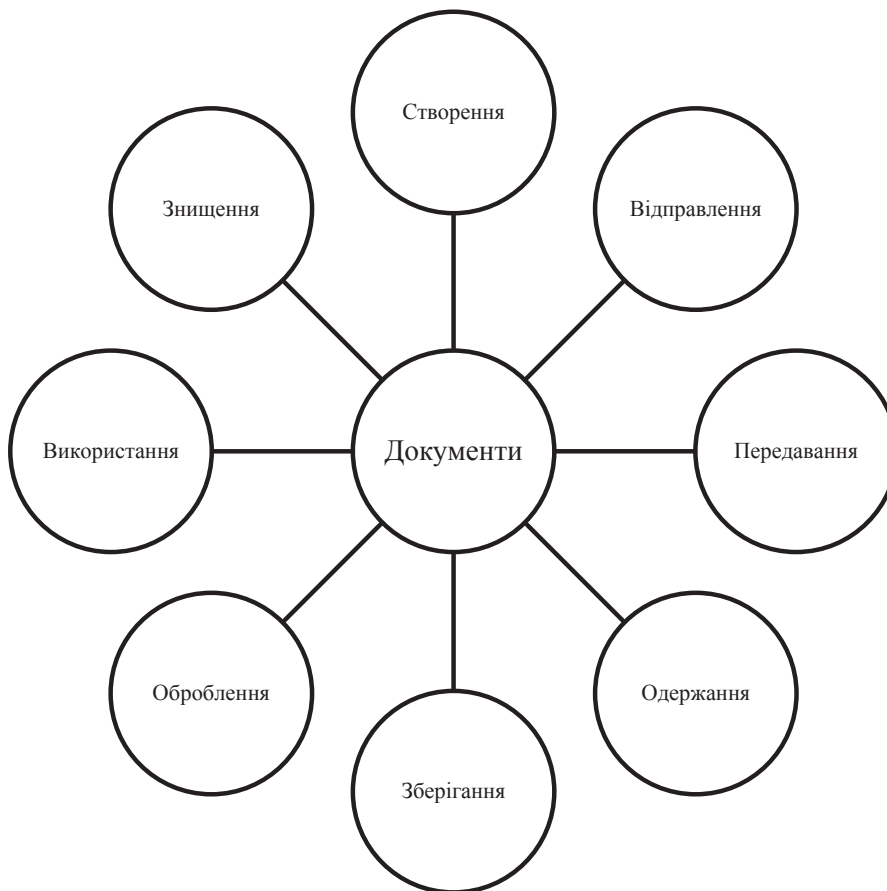 Створення
Знищення
Відправлення
Використання
Документи
Передавання
Оброблення
Одержання
Зберігання